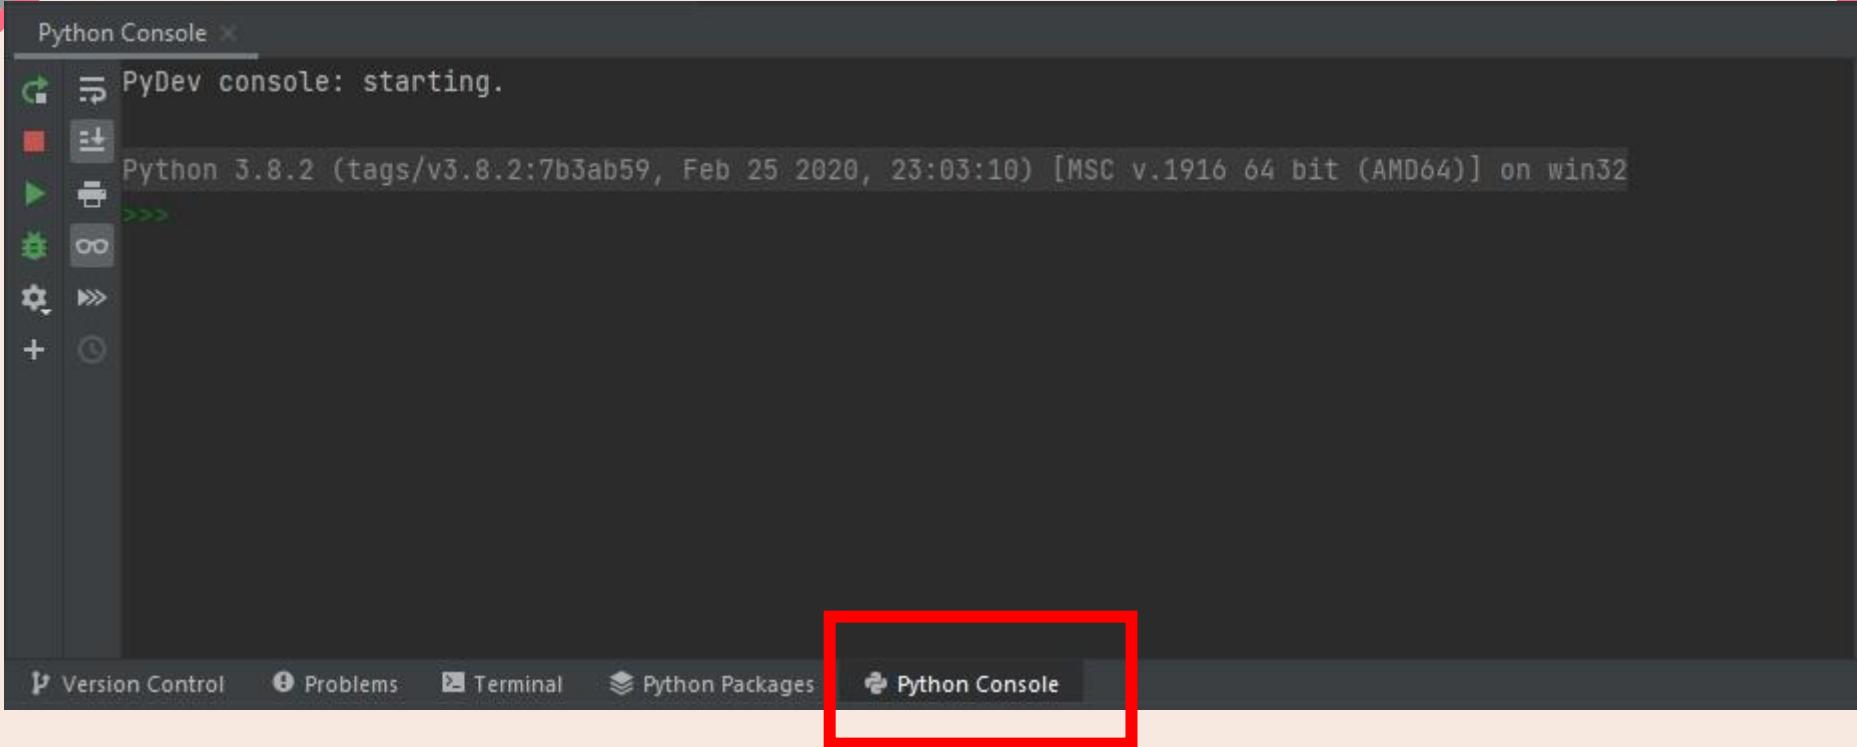 Python Console
PyDev console: starting.
Python 3.8.2 (tags/v3.8.2:7b3ab59, Feb 25 2020, 23:03:10) [MSC v.1916 64 bit (AMD64)] on win32
>>>
Version Control Problems Terminal Python Packages Python Console